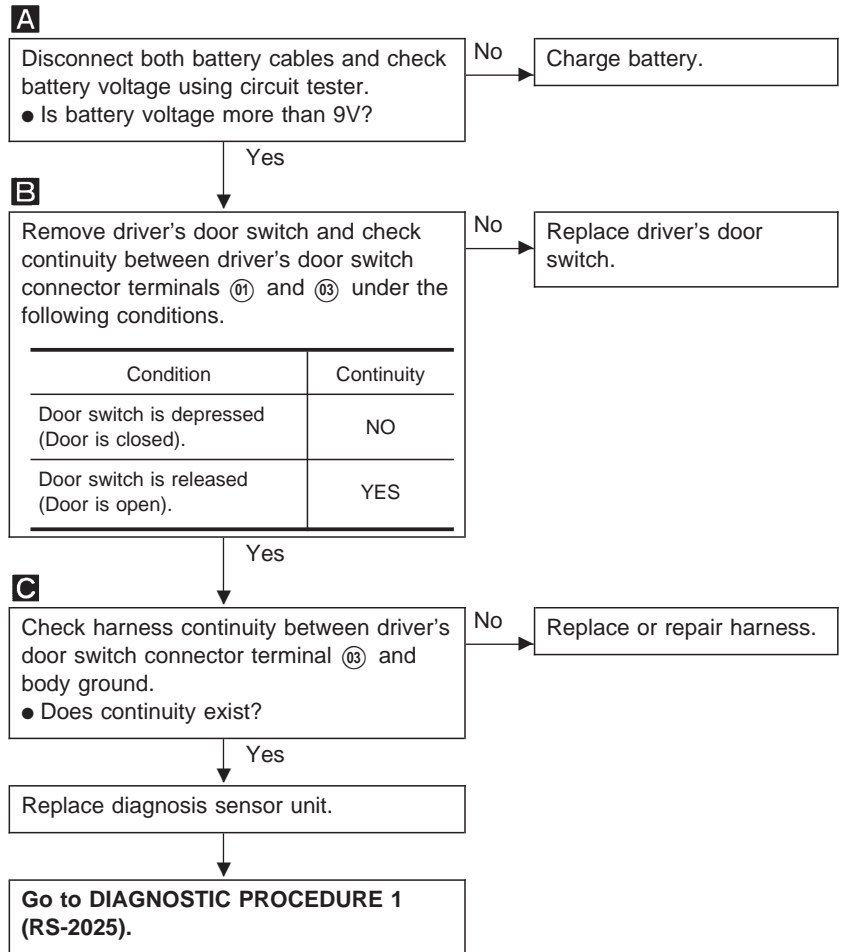 A
Disconnect both battery cables and check
battery voltage using circuit tester.
● Is battery voltage more than 9V?
No
Charge battery.
Yes
B
Remove driver's door switch and check
continuity between driver's door switch
connector terminals 01 and 03 under the
following conditions.
Condition Continuity
Door switch is depressed
(Door is closed).
NO
Door switch is released
(Door is open).
YES
No
Replace driver's door
switch.
Yes
C
Check harness continuity between driver's
door switch connector terminal 03 and
body ground.
● Does continuity exist?
No
Replace or repair harness.
Yes
Replace diagnosis sensor unit.
Go to DIAGNOSTIC PROCEDURE 1
(RS-2025).